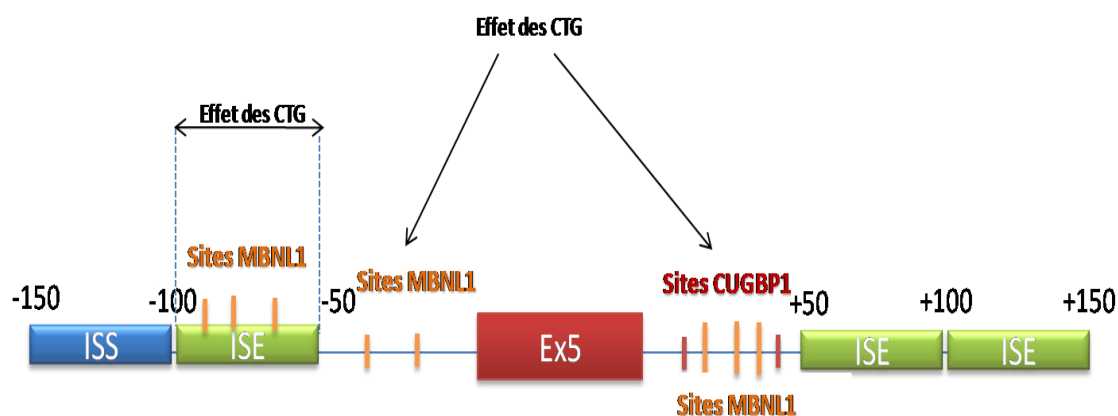 Effet des CTG
Effet des CTG
Sites MBNL1
Sites MBNL1
Sites CUGBP1
-150 -100 -50 +50 +100 +150
ISS ISE Ex5 ISE ISE
Sites MBNL1